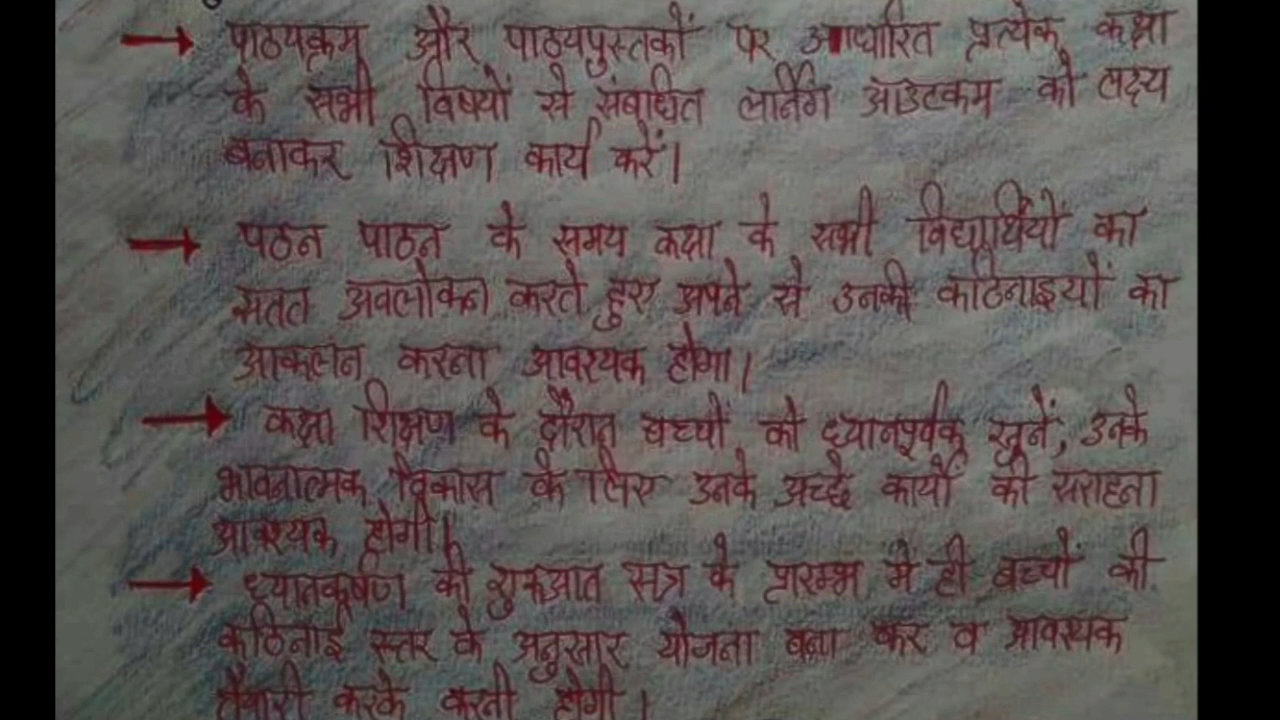 → पाठयक्रम और पाठयपुस्तकों पर आधारित प्रत्येक कक्षा
के सभी विषयों से संबंधित लर्निंग आउटकम को लक्ष्य
बनाकर शिक्षण कार्य करें।
→ पठन पाठन के समय कक्षा के सभी विद्यार्थियों का
सतत अवलोकन करते हुए अपने से उनकी कठिनाइयों का
आकलन करना आवश्यक होगा।
→ कक्षा शिक्षण के दौरान बच्चों को ध्यानपूर्वक सुनें, उनके
भावनात्मक विकास के लिए उनके अच्छे कार्यों की सराहना
आवश्यक होगी।
→ ध्यानकर्षण की शुरुआत सत्र के प्रारम्भ में ही बच्चों की
कठिनाई स्तर के अनुसार योजना बना कर व आवश्यक
तैयारी करके करनी होगी।